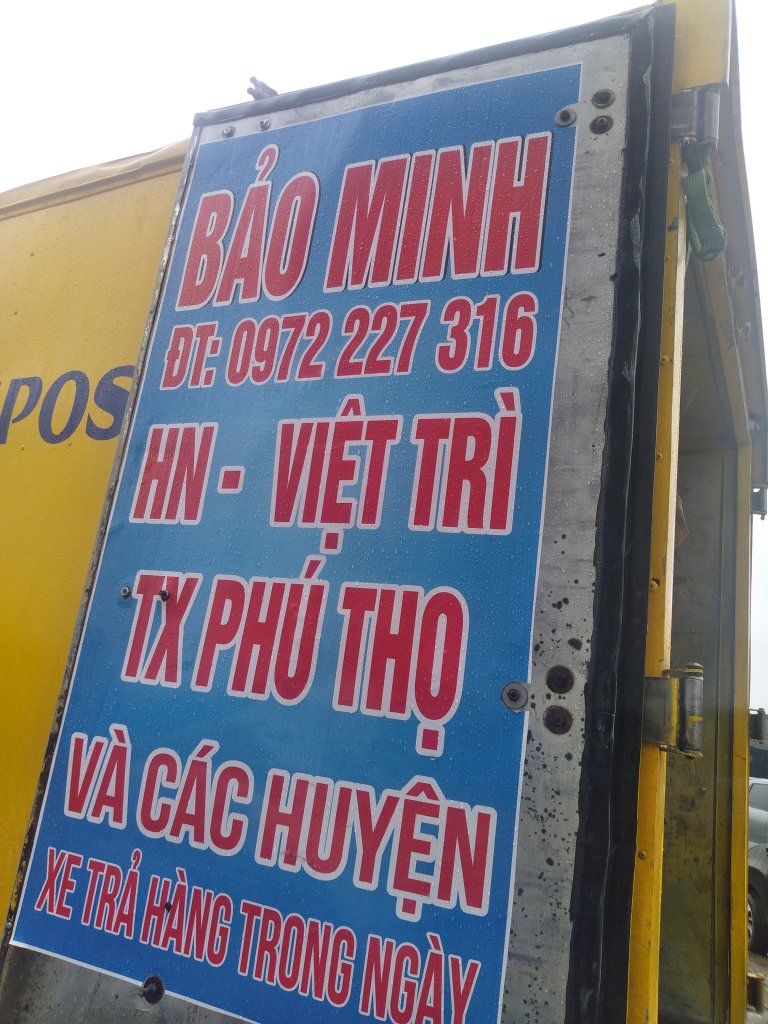 BẢO MINH
ĐT: 0972 227 316
HN - VIỆT TRÌ
TX PHÚ THỌ
VÀ CÁC HUYỆN
XE TRẢ HÀNG TRONG NGÀY
POS